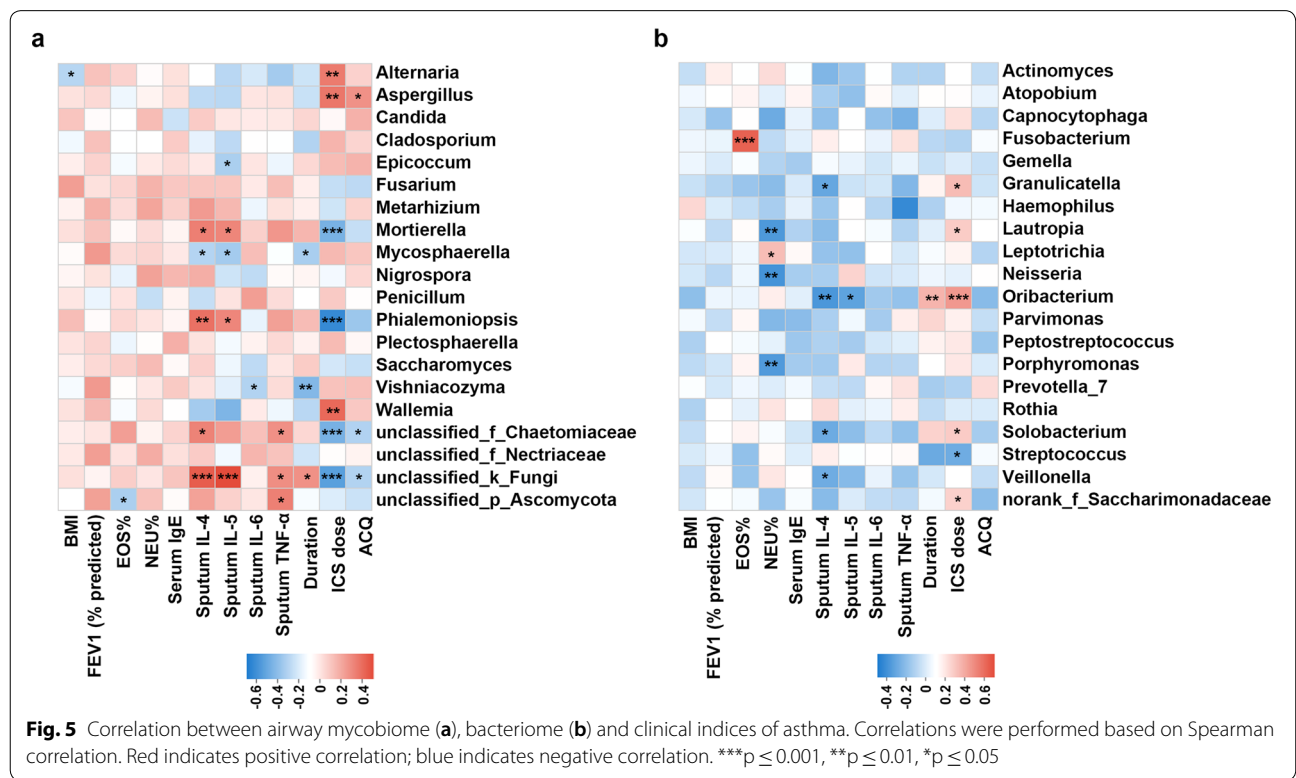 a
b
* ** Alternaria
** * Aspergillus
Candida
Cladosporium
* Epicoccum
Fusarium
Metarhizium
* * *** Mortierella
* * * Mycosphaerella
Nigrospora
Penicillum
** * *** Phialemoniopsis
Plectosphaerella
Saccharomyces
* ** Vishniacozyma
** Wallemia
* * *** * unclassified_f_Chaetomiaceae
unclassified_f_Nectriaceae
*** *** * * *** * unclassified_k_Fungi
* * unclassified_p_Ascomycota
BMI
FEV1 (% predicted)
EOS%
NEU%
Serum IgE
Sputum IL-4
Sputum IL-5
Sputum IL-6
Sputum TNF-α
Duration
ICS dose
ACQ
-0.6 -0.4 -0.2 0 0.2 0.4
Actinomyces
Atopobium
Capnocytophaga
*** Fusobacterium
Gemella
* * Granulicatella
Haemophilus
** * Lautropia
* Leptotrichia
** Neisseria
** * ** *** Oribacterium
Parvimonas
Peptostreptococcus
** Porphyromonas
Prevotella_7
Rothia
* * Solobacterium
* Streptococcus
* Veillonella
* norank_f_Saccharimonadaceae
BMI
FEV1 (% predicted)
EOS%
NEU%
Serum IgE
Sputum IL-4
Sputum IL-5
Sputum IL-6
Sputum TNF-α
Duration
ICS dose
ACQ
-0.4 -0.2 0 0.2 0.4 0.6
Fig. 5 Correlation between airway mycobiome (a), bacteriome (b) and clinical indices of asthma. Correlations were performed based on Spearman
correlation. Red indicates positive correlation; blue indicates negative correlation. ***p ≤ 0.001, **p ≤ 0.01, *p ≤ 0.05